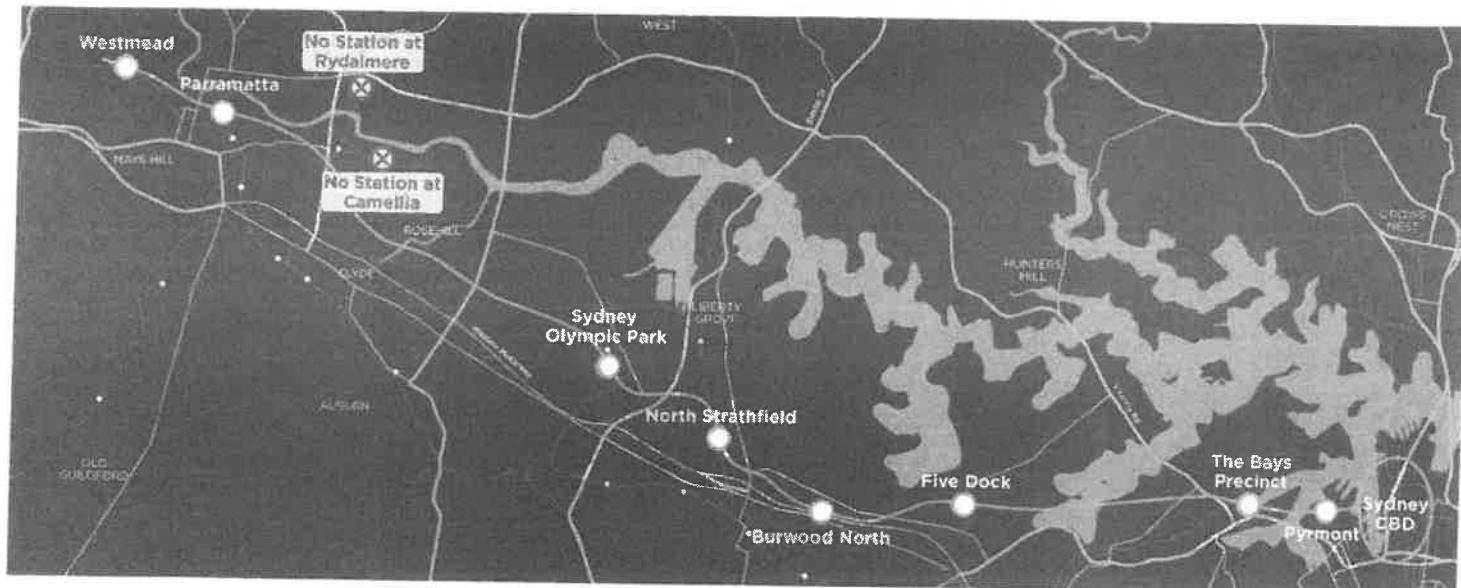 WEST
Westmead
No Station at
Rydalmere
Parramatta
MAYS HILL
No Station at
Camellia
ROSEHILL
CROWS
NEST
CLYDE
HUNTERS
HILL
LIBERTY
GROVE
Sydney
Olympic Park
AUBURN
North Strathfield
OLD
GUILDFORD
Five Dock
The Bays
Precinct
Sydney
CBD
Pyrmont
Burwood North